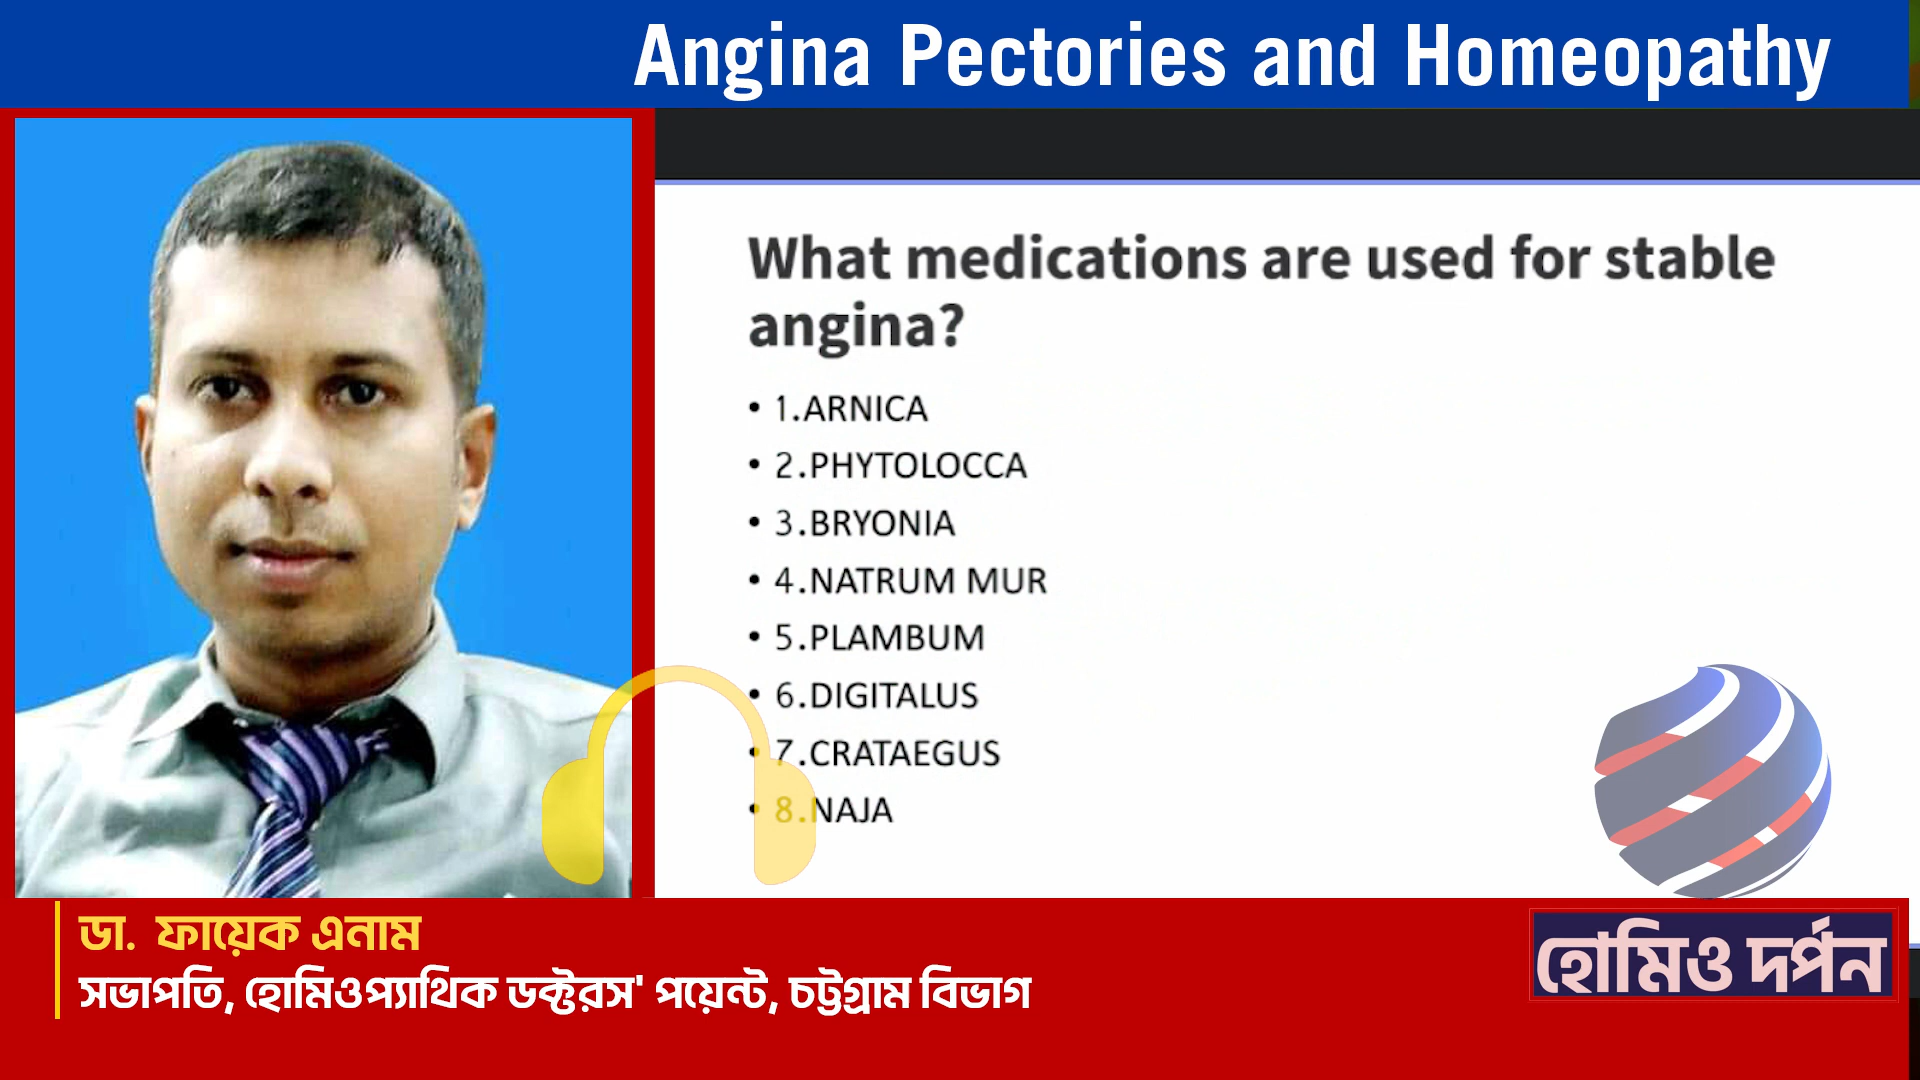 Angina Pectories and Homeopathy
What medications are used for stable
angina?
• 1.ARNICA
• 2.PHYTOLOCCA
• 3.BRYONIA
• 4.NATRUM MUR
• 5.PLAMBUM
• 6.DIGITALUS
• 7.CRATAEGUS
• 8.NAJA
ডা. ফায়েক এনাম
সভাপতি, হোমিওপ্যাথিক ডক্টরস' পয়েন্ট, চট্টগ্রাম বিভাগ
হোমিও দর্পন